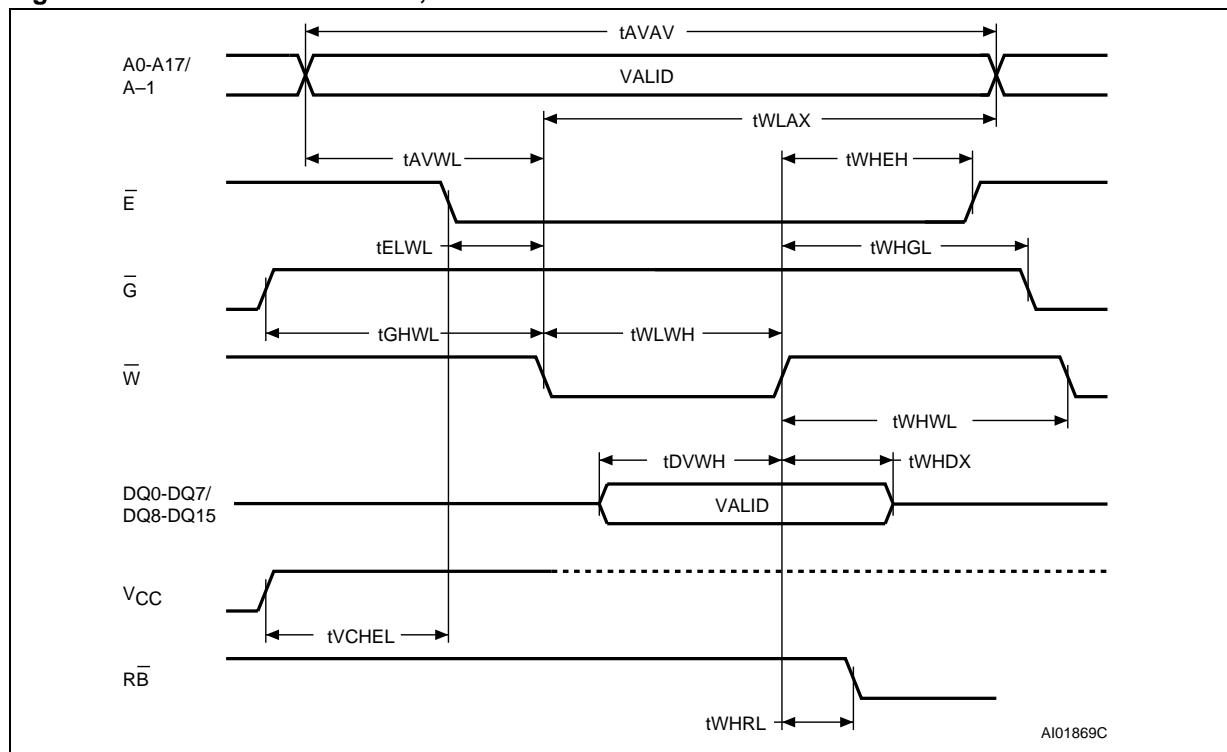 tAVAV
A0-A17/
A–1
VALID
tWLAX
tAVWL
tWHEH
E̅
tELWL
tWHGL
G̅
tGHWL
tWLWH
W̅
tWHWL
tDVWH
tWHDX
DQ0-DQ7/
DQ8-DQ15
VALID
VCC
tVCHEL
RB̅
tWHRL
AI01869C